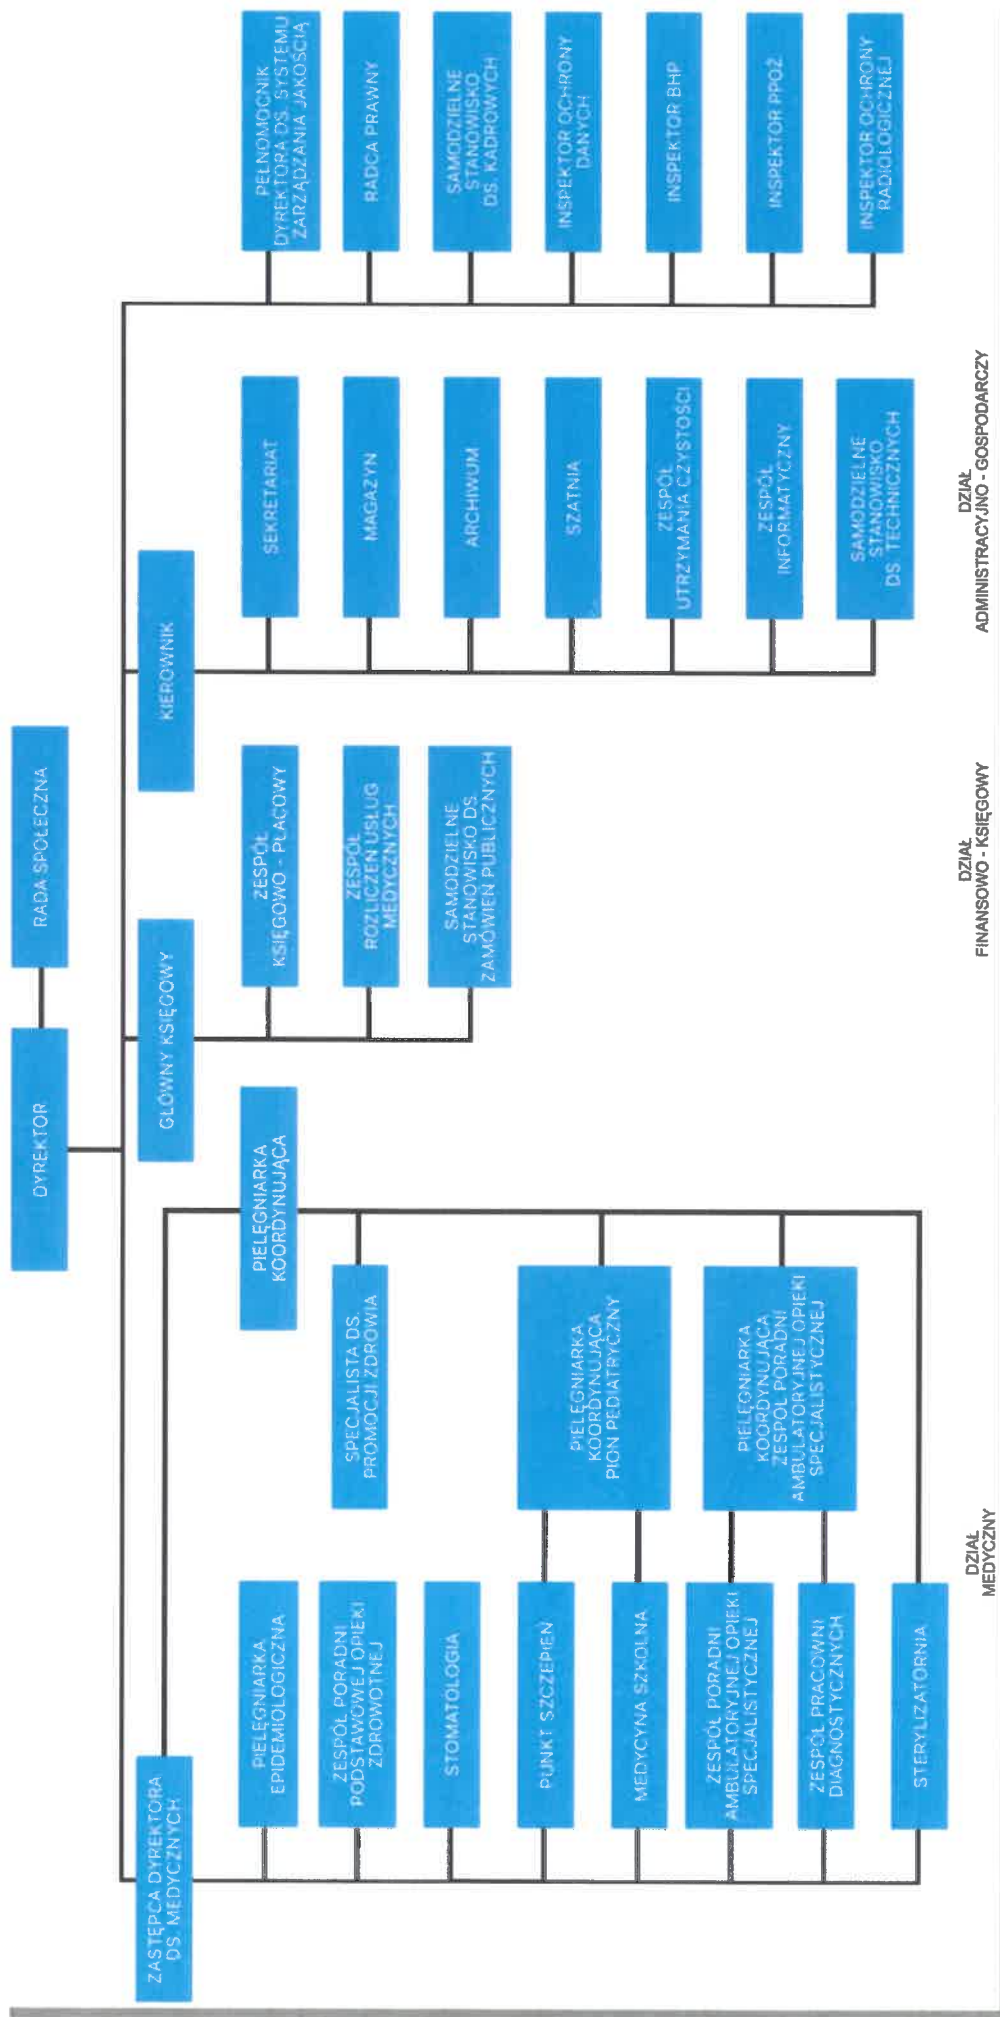 DYREKTOR
RADA SPOŁECZNA
ZASTĘPCA DYREKTORA
DS. MEDYCZNYCH
GŁÓWNY KSIĘGOWY
KIEROWNIK
PIELĘGNIARKA
EPIDEMIOLOGICZNA
ZESPÓŁ PORADNI
PODSTAWOWEJ OPIEKI
ZDROWOTNEJ
STOMATOLOGIA
PUNKT SZCZEPIEŃ
MEDYCYNA SZKOLNA
ZESPÓŁ PORADNI
AMBULATORYJNEJ OPIEKI
SPECJALISTYCZNEJ
ZESPÓŁ PRACOWNI
DIAGNOSTYCZNYCH
STERYLIZATORNIA
PIELĘGNIARKA
KOORDYNUJĄCA
SPECJALISTA DS.
PROMOCJI ZDROWIA
PIELĘGNIARKA
KOORDYNUJĄCA
PION PEDIATRYCZNY
PIELĘGNIARKA
KOORDYNUJĄCA
ZESPÓŁ PORADNI
AMBULATORYJNEJ OPIEKI
SPECJALISTYCZNEJ
ZESPÓŁ
KSIĘGOWO - PŁACOWY
ZESPÓŁ
ROZLICZEŃ USŁUG
MEDYCZNYCH
SAMODZIELNE
STANOWISKO DS.
ZAMÓWIEŃ PUBLICZNYCH
SEKRETARIAT
MAGAZYN
ARCHIWUM
SZATNIA
ZESPÓŁ
UTRZYMANIA CZYSTOŚCI
ZESPÓŁ
INFORMATYCZNY
SAMODZIELNE
STANOWISKO
DS. TECHNICZNYCH
PEŁNOMOCNIK
DYREKTORA DS. SYSTEMU
ZARZĄDZANIA JAKOŚCIĄ
RADCA PRAWNY
SAMODZIELNE
STANOWISKO
DS. KADROWYCH
INSPEKTOR OCHRONY
DANYCH
INSPEKTOR BHP
INSPEKTOR PPOŻ
INSPEKTOR OCHRONY
RADIOLOGICZNEJ
DZIAŁ
MEDYCZNY
DZIAŁ
FINANSOWO - KSIĘGOWY
DZIAŁ
ADMINISTRACYJNO - GOSPODARCZY